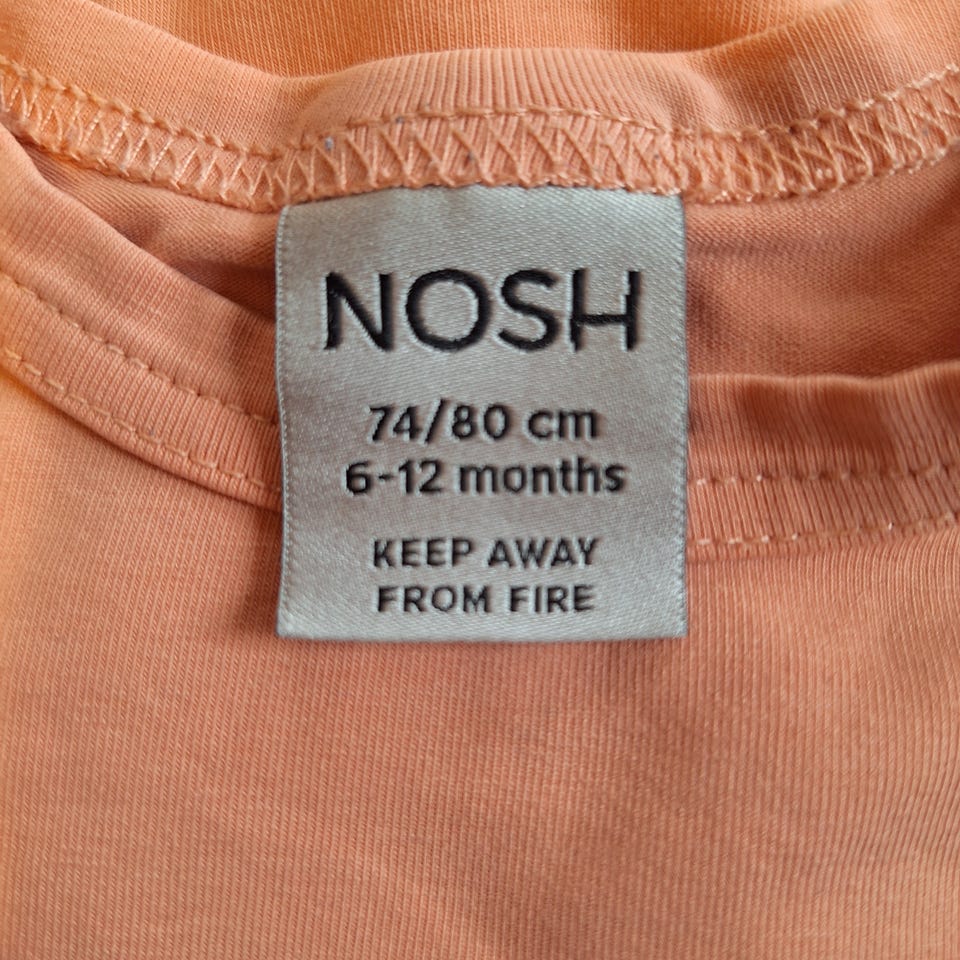 NOSH
74/80 cm
6-12 months
KEEP AWAY
FROM FIRE